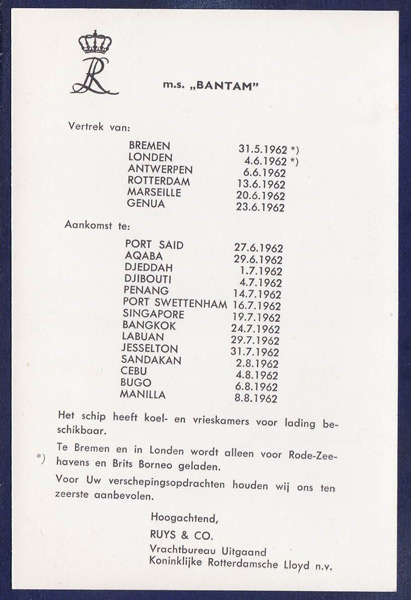 RL
m.s. „BANTAM”
Vertrek van:
BREMEN 31.5.1962 *)
LONDEN 4.6.1962 *)
ANTWERPEN 6.6.1962
ROTTERDAM 13.6.1962
MARSEILLE 20.6.1962
GENUA 23.6.1962
Aankomst te:
PORT SAID 27.6.1962
AQABA 29.6.1962
DJEDDAH 1.7.1962
DJIBOUTI 4.7.1962
PENANG 14.7.1962
PORT SWETTENHAM 16.7.1962
SINGAPORE 19.7.1962
BANGKOK 24.7.1962
LABUAN 29.7.1962
JESSELTON 31.7.1962
SANDAKAN 2.8.1962
CEBU 4.8.1962
BUGO 6.8.1962
MANILLA 8.8.1962
Het schip heeft koel- en vrieskamers voor lading be-
schikbaar.
*) Te Bremen en in Londen wordt alleen voor Rode-Zee-
havens en Brits Borneo geladen.
Voor Uw verschepingsopdrachten houden wij ons ten
zeerste aanbevolen.
Hoogachtend,
RUYS & CO.
Vrachtbureau Uitgaand
Koninklijke Rotterdamsche Lloyd n.v.